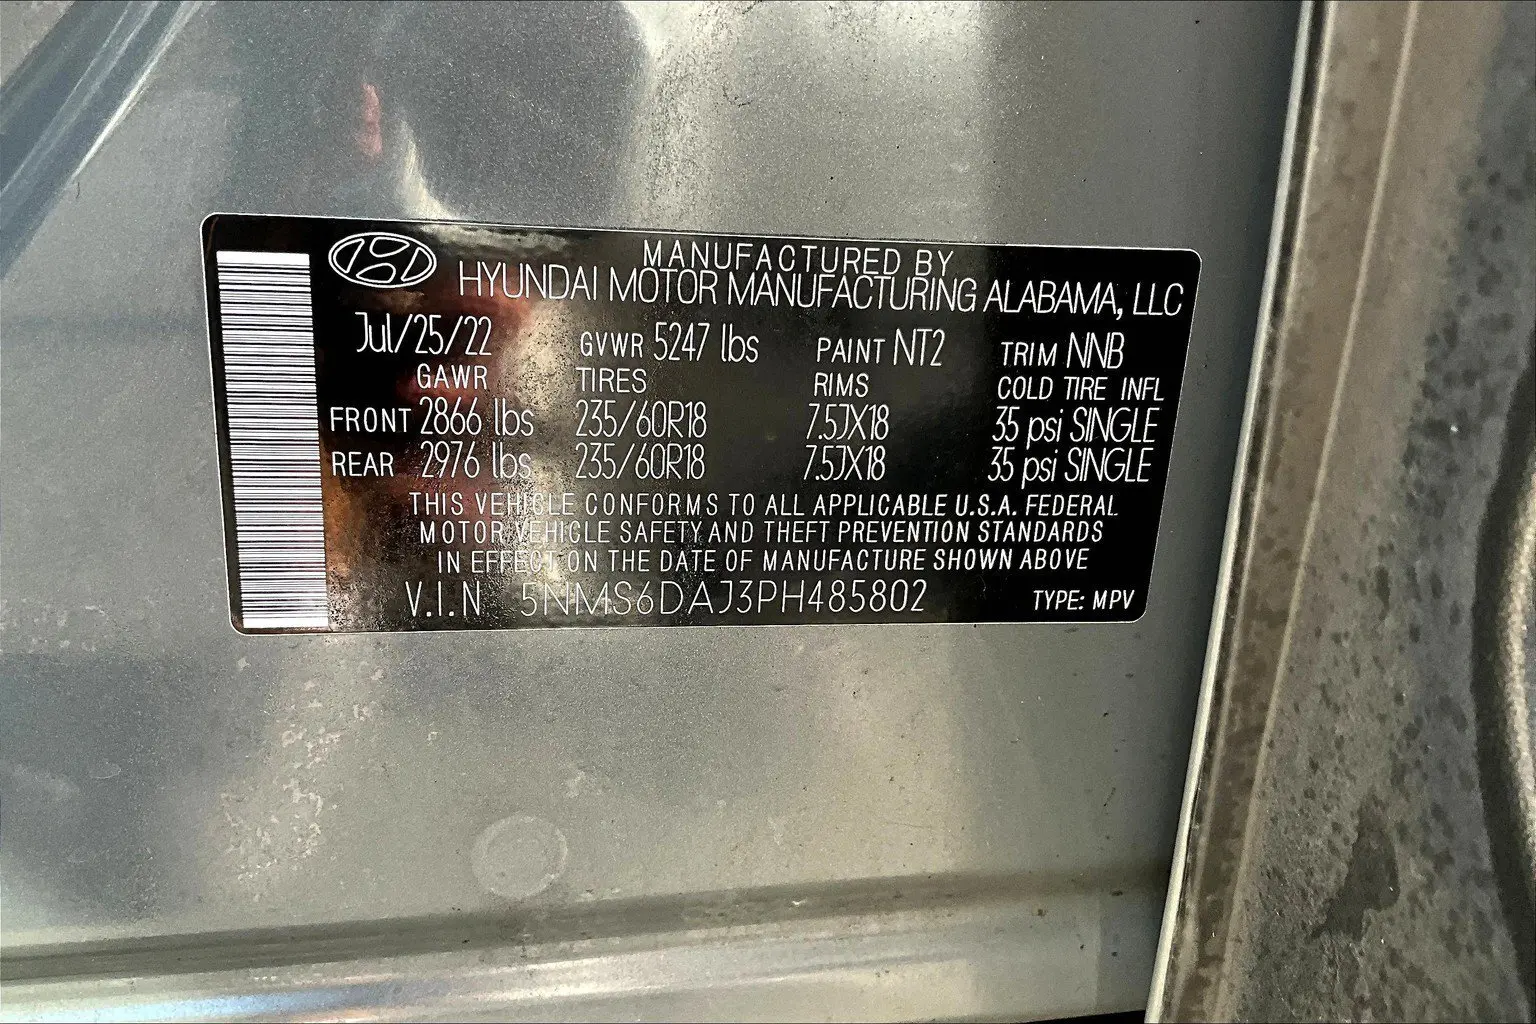 MANUFACTURED BY
HYUNDAI MOTOR MANUFACTURING ALABAMA, LLC
Jul/25/22 GVWR 5247 lbs PAINT NT2 TRIM NNB
GAWR TIRES RIMS COLD TIRE INFL
FRONT 2866 lbs 235/60R18 7.5JX18 35 psi SINGLE
REAR 2976 lbs 235/60R18 7.5JX18 35 psi SINGLE
THIS VEHICLE CONFORMS TO ALL APPLICABLE U.S.A. FEDERAL
MOTOR VEHICLE SAFETY AND THEFT PREVENTION STANDARDS
IN EFFECT ON THE DATE OF MANUFACTURE SHOWN ABOVE
V.I.N 5NMS6DAJ3PH485802 TYPE: MPV